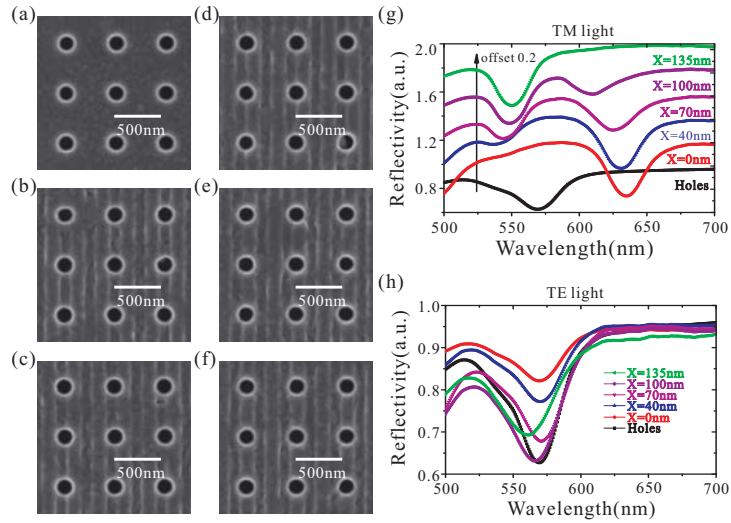 (a)
500nm
(b)
500nm
(c)
500nm
(d)
500nm
(e)
500nm
(f)
500nm
(g)
TM light
Reflectivity(a.u.)
2.0
1.6
1.2
0.8
offset 0.2
X=135nm
X=100nm
X=70nm
X=40nm
X=0nm
Holes
500 550 600 650 700
Wavelength(nm)
(h)
TE light
Reflectivity(a.u.)
1.0
0.9
0.8
0.7
0.6
X=135nm
X=100nm
X=70nm
X=40nm
X=0nm
Holes
500 550 600 650 700
Wavelength(nm)